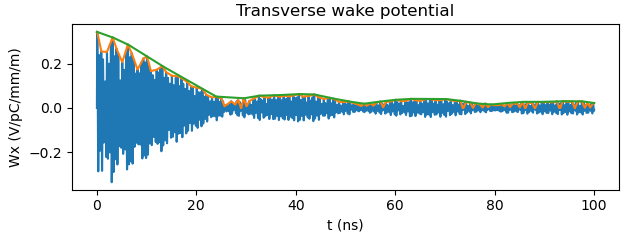 Transverse wake potential
Wx (V/pC/mm/m)
0.2
0.0
−0.2
0 20 40 60 80 100
t (ns)